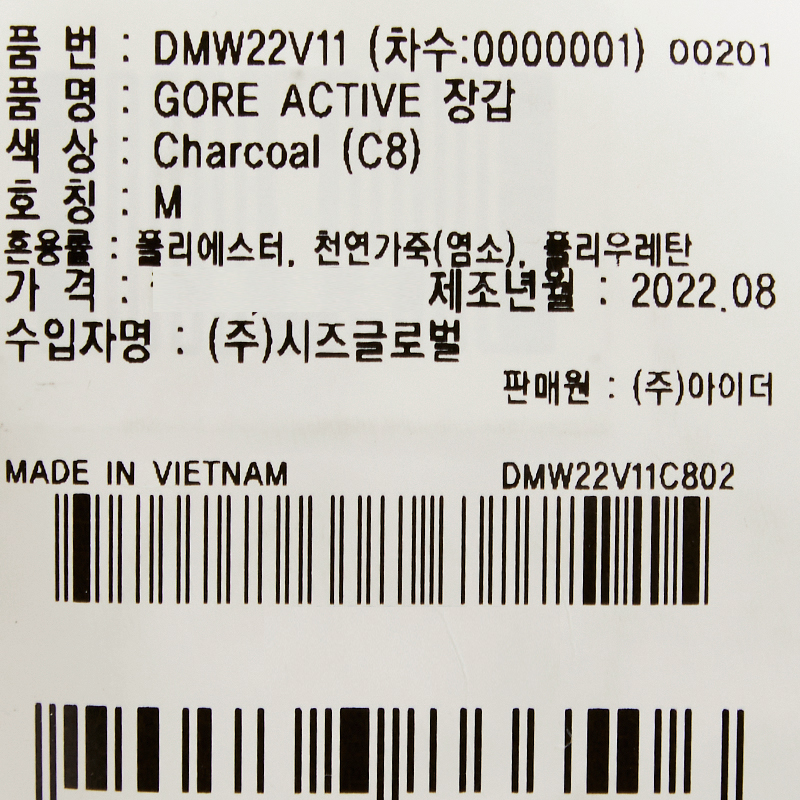 품 번 : DMW22V11 (차수:0000001) 00201
품 명 : GORE ACTIVE 장갑
색 상 : Charcoal (C8)
호 칭 : M
혼용률 : 폴리에스터, 천연가죽(염소), 폴리우레탄
가 격 : 제조년월 : 2022.08
수입자명 : (주)시즈글로벌
판매원 : (주)아이더
MADE IN VIETNAM DMW22V11C802